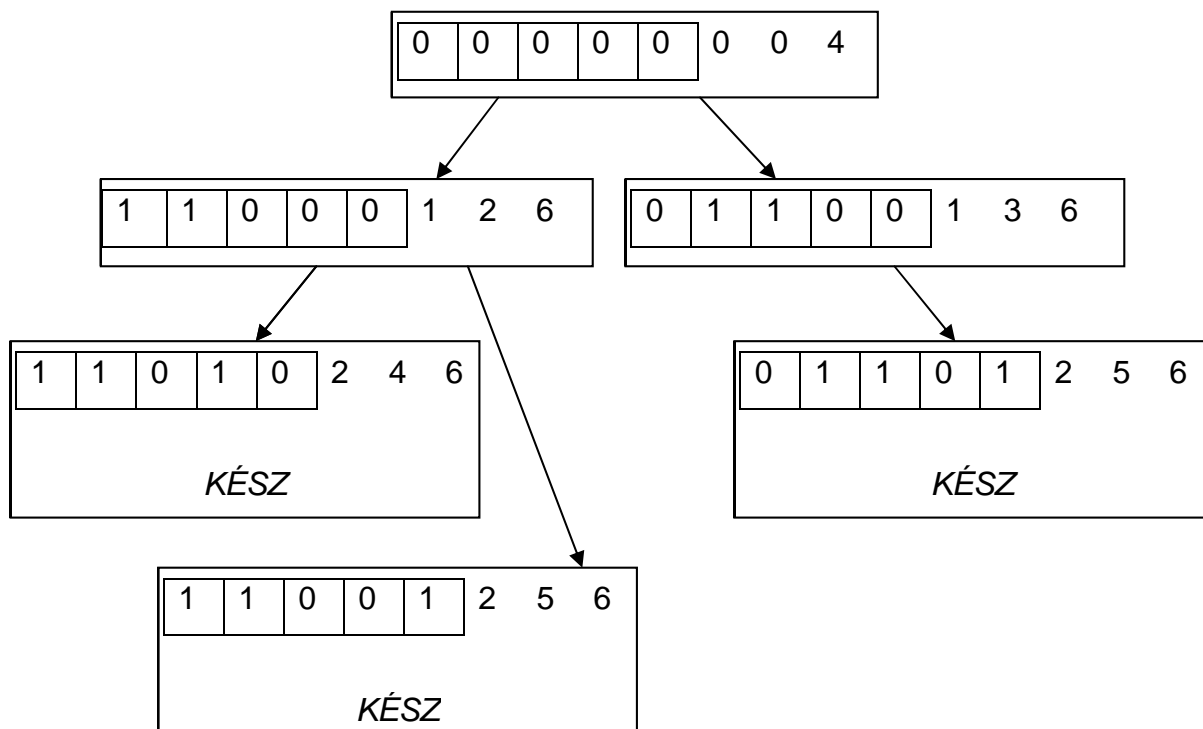 0 0 0 0 0 0 0 4
1 1 0 0 0 1 2 6
0 1 1 0 0 1 3 6
1 1 0 1 0 2 4 6
KÉSZ
0 1 1 0 1 2 5 6
KÉSZ
1 1 0 0 1 2 5 6
KÉSZ